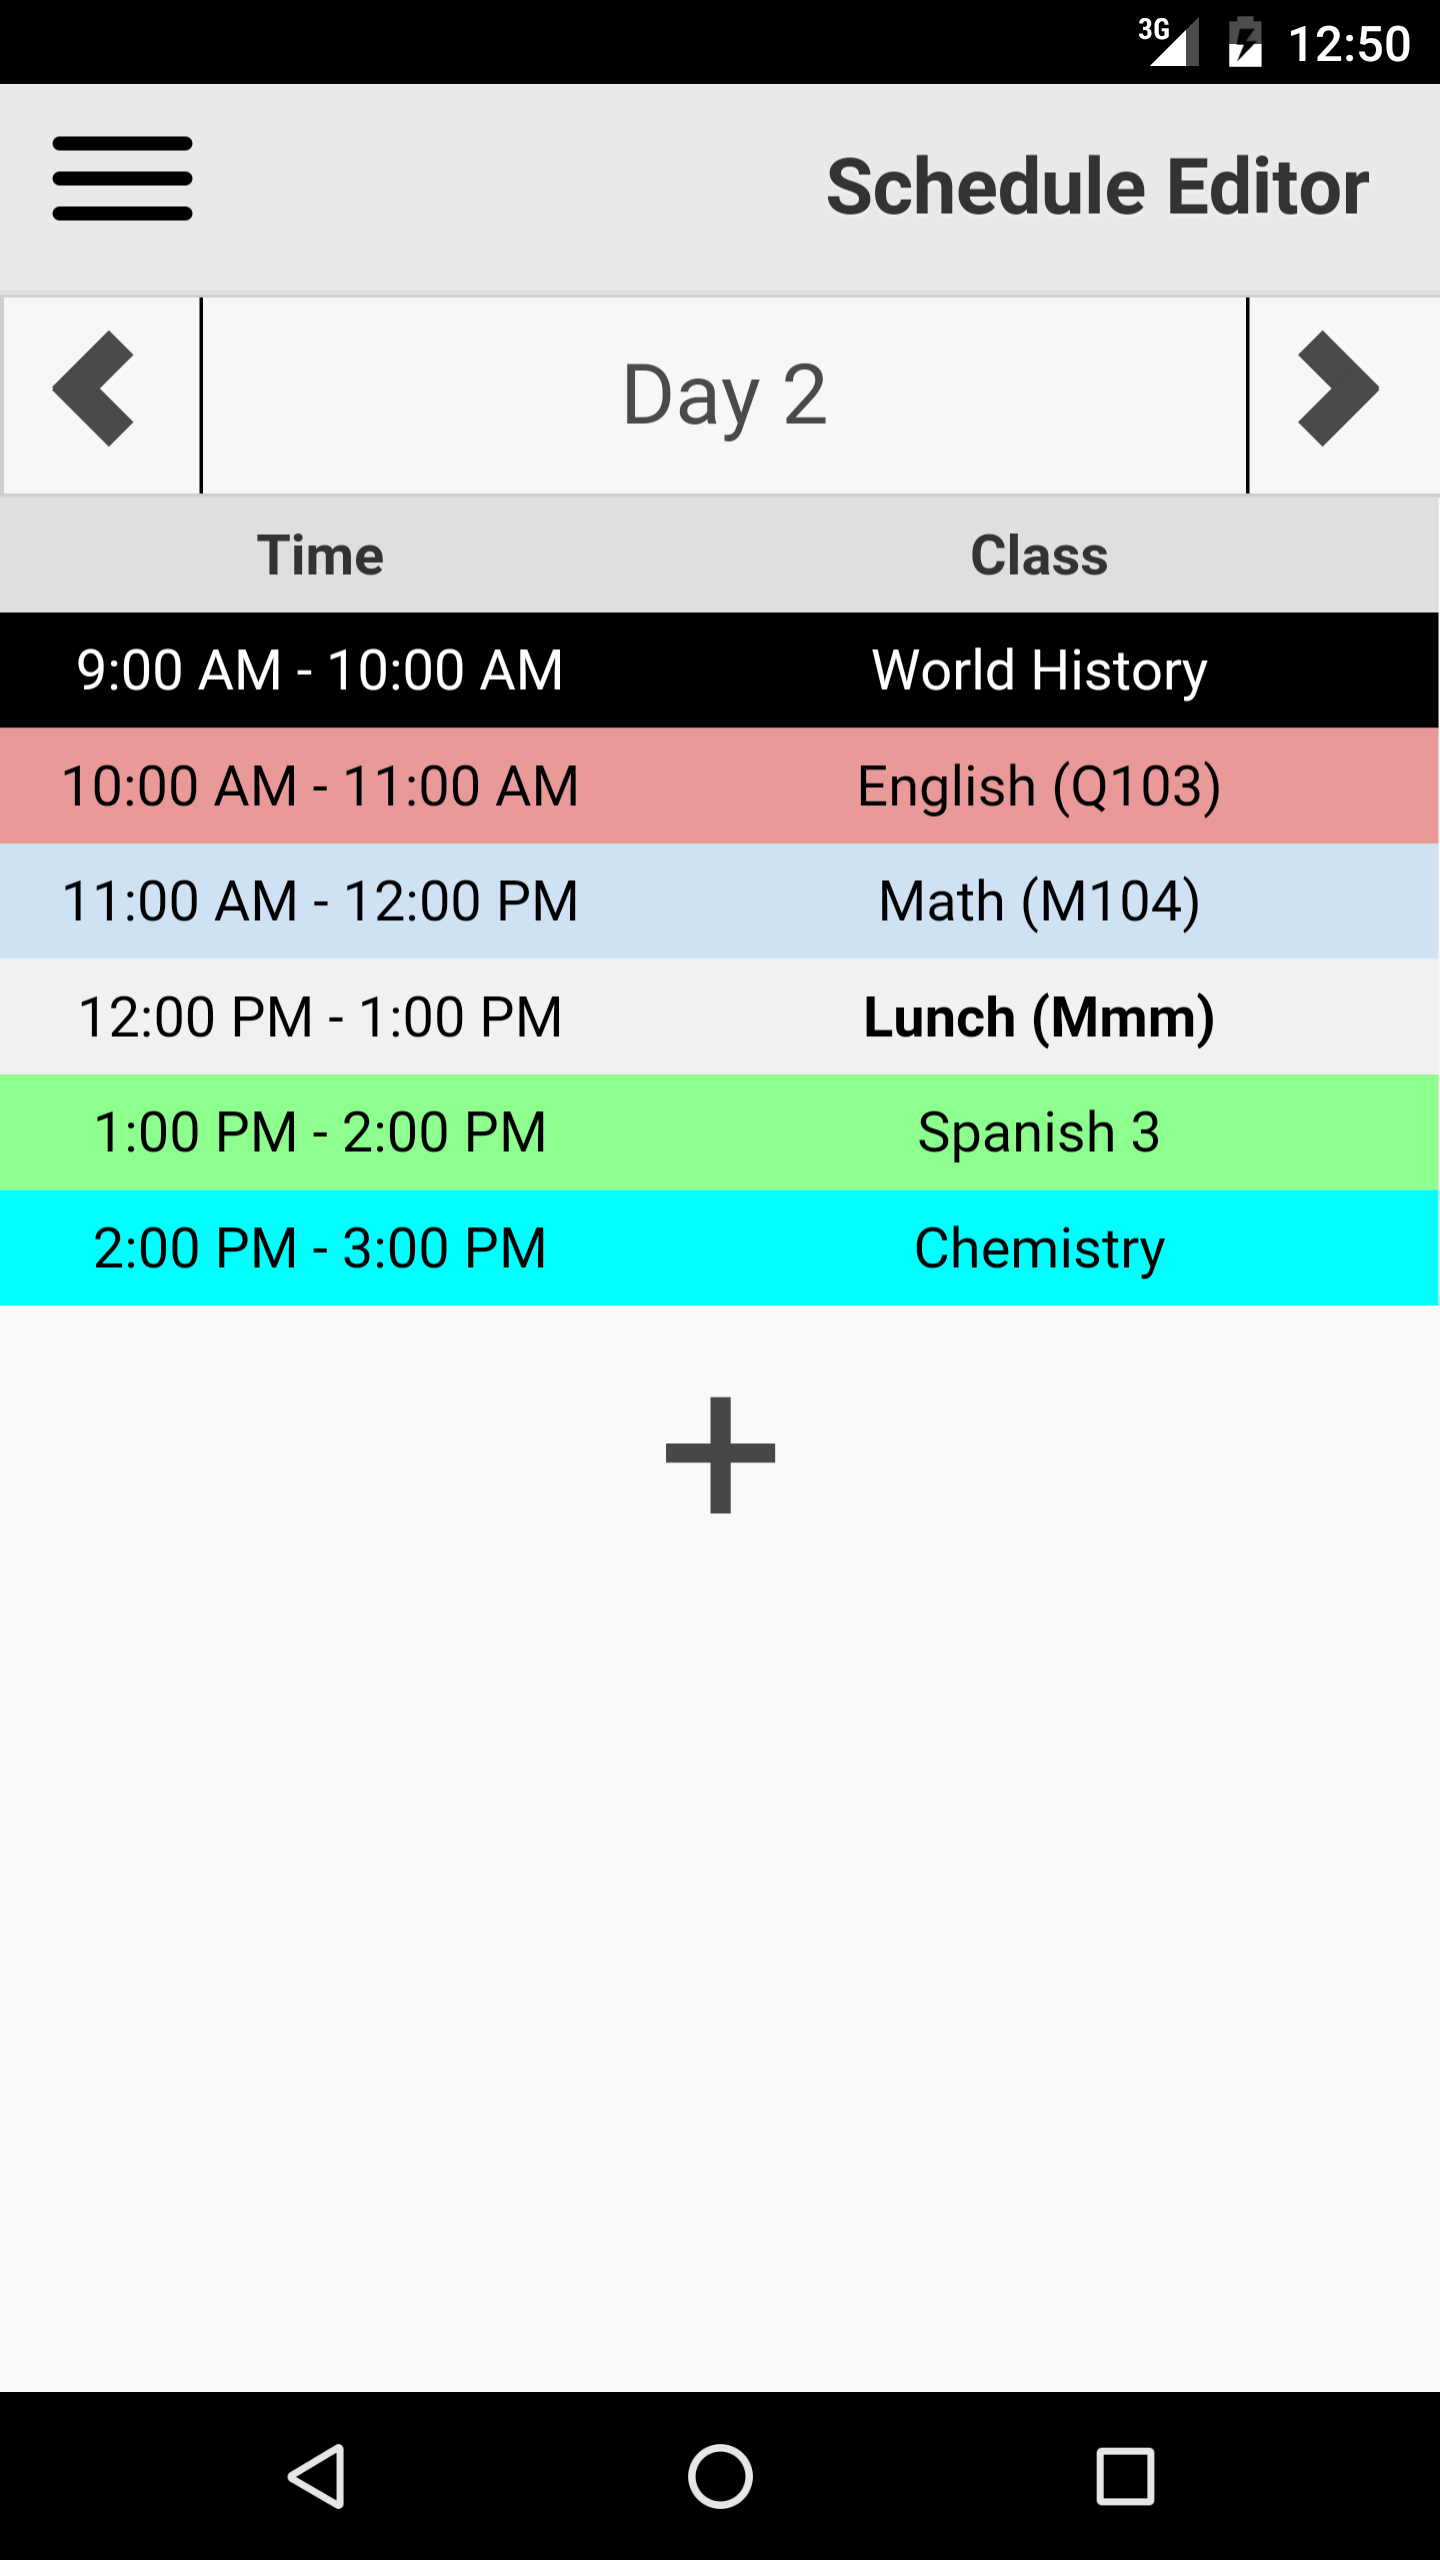 3G 12:50
Schedule Editor
Day 2
Time Class
9:00 AM - 10:00 AM World History
10:00 AM - 11:00 AM English (Q103)
11:00 AM - 12:00 PM Math (M104)
12:00 PM - 1:00 PM Lunch (Mmm)
1:00 PM - 2:00 PM Spanish 3
2:00 PM - 3:00 PM Chemistry